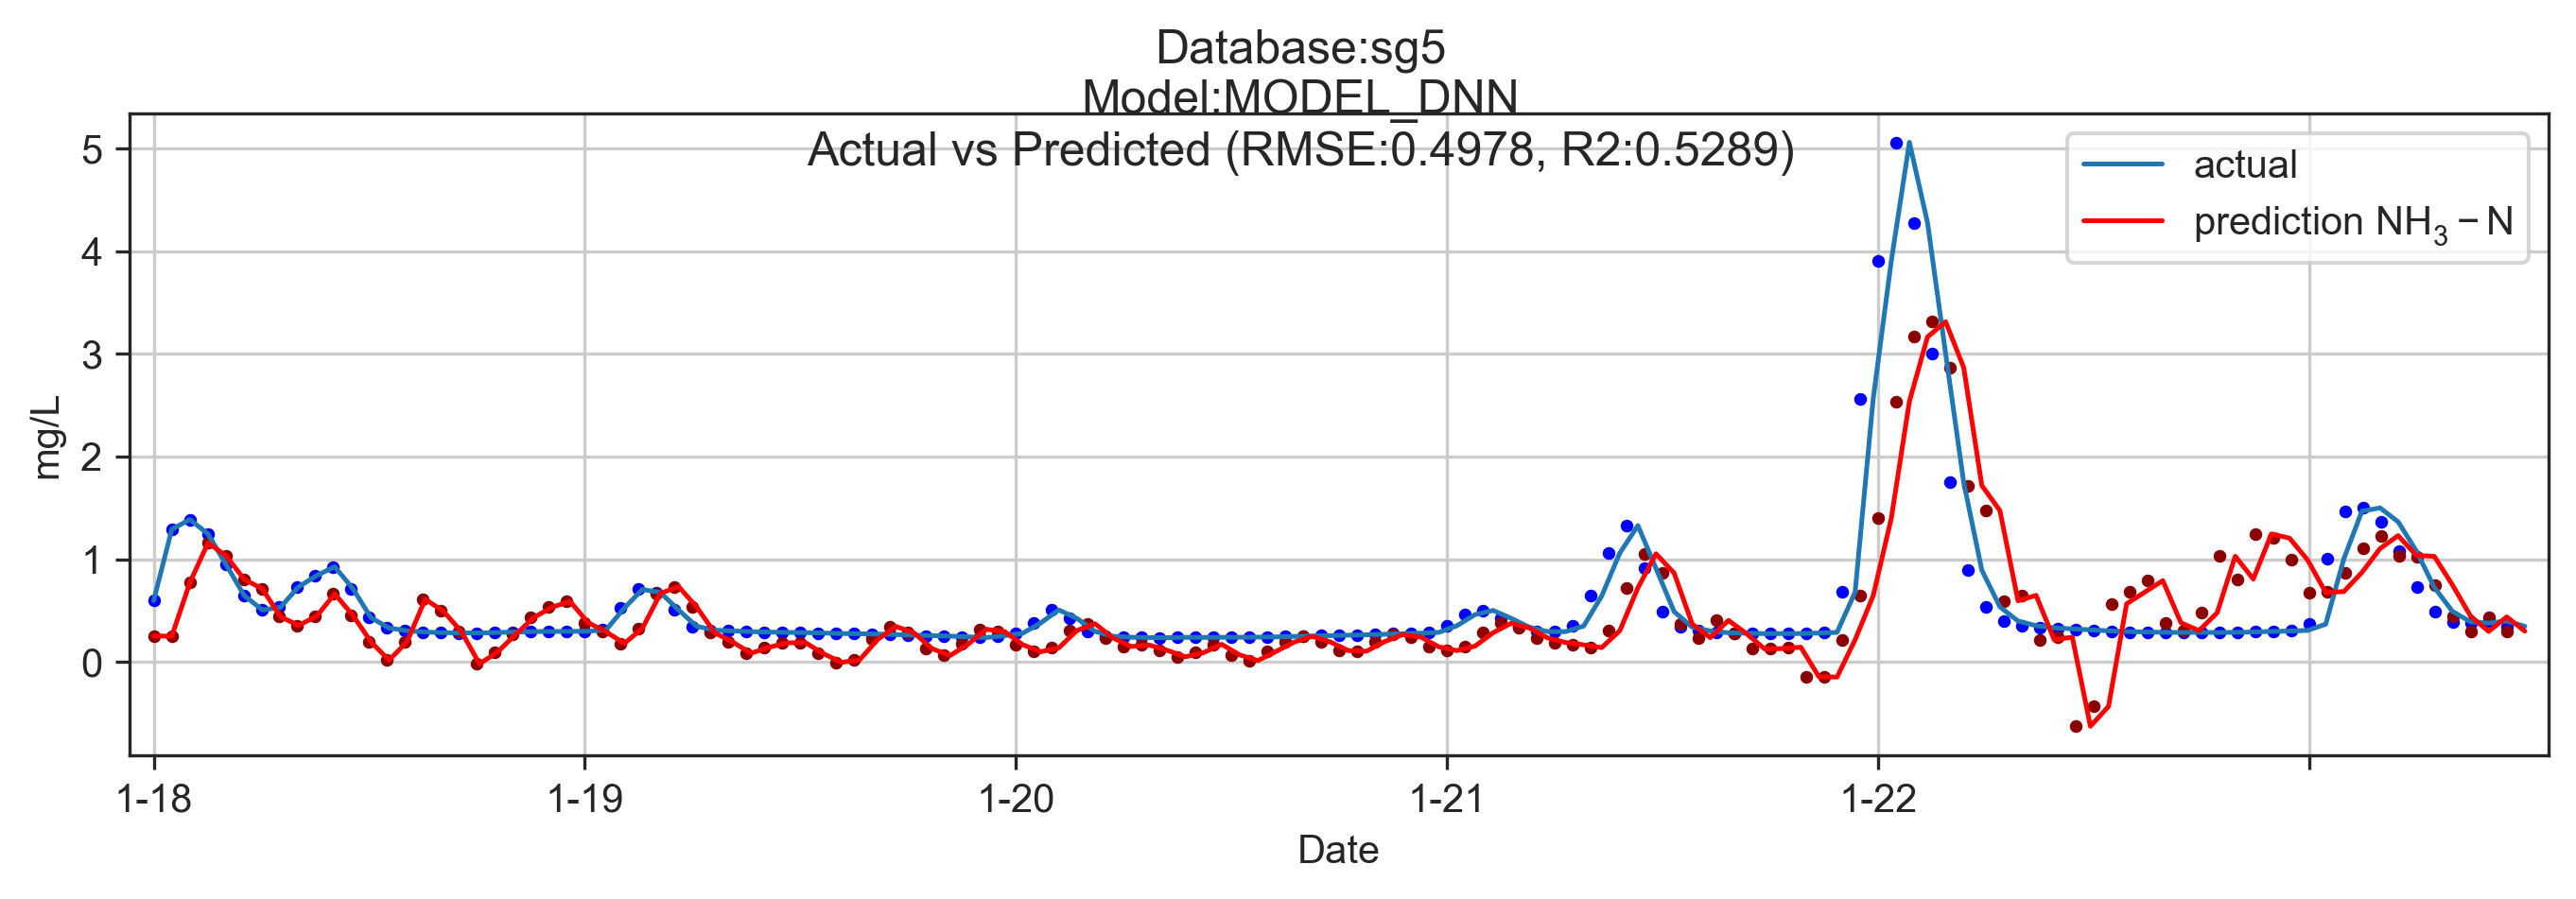 Database:sg5
Model:MODEL_DNN
Actual vs Predicted (RMSE:0.4978, R2:0.5289)
actual
prediction NH₃ − N
5
4
3
2
1
0
mg/L
1-18 1-19 1-20 1-21 1-22
Date